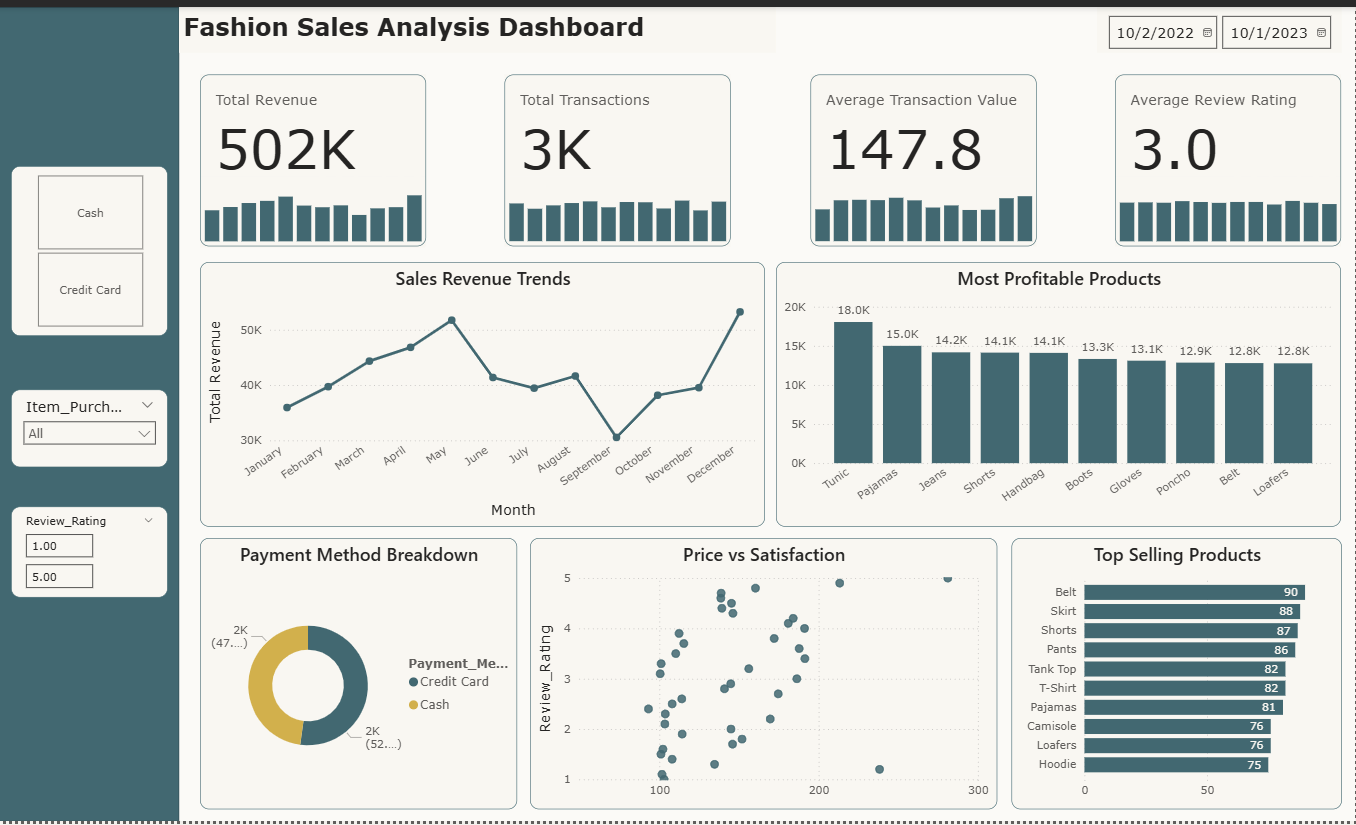 Fashion Sales Analysis Dashboard
10/2/2022
10/1/2023
Cash
Credit Card
Item_Purch...
All
Review_Rating
1.00
5.00
Total Revenue
502K
Total Transactions
3K
Average Transaction Value
147.8
Average Review Rating
3.0
Sales Revenue Trends
Total Revenue
50K
40K
30K
January
February
March
April
May
June
July
August
September
October
November
December
Month
Most Profitable Products
20K
15K
10K
5K
0K
18.0K
15.0K
14.2K
14.1K
14.1K
13.3K
13.1K
12.9K
12.8K
12.8K
Tunic
Pajamas
Jeans
Shorts
Handbag
Boots
Gloves
Poncho
Belt
Loafers
Payment Method Breakdown
2K
(47....)
2K
(52....)
Payment_Me...
Credit Card
Cash
Price vs Satisfaction
Review_Rating
5
4
3
2
1
100
200
300
Top Selling Products
Belt 90
Skirt 88
Shorts 87
Pants 86
Tank Top 82
T-Shirt 82
Pajamas 81
Camisole 76
Loafers 76
Hoodie 75
0
50